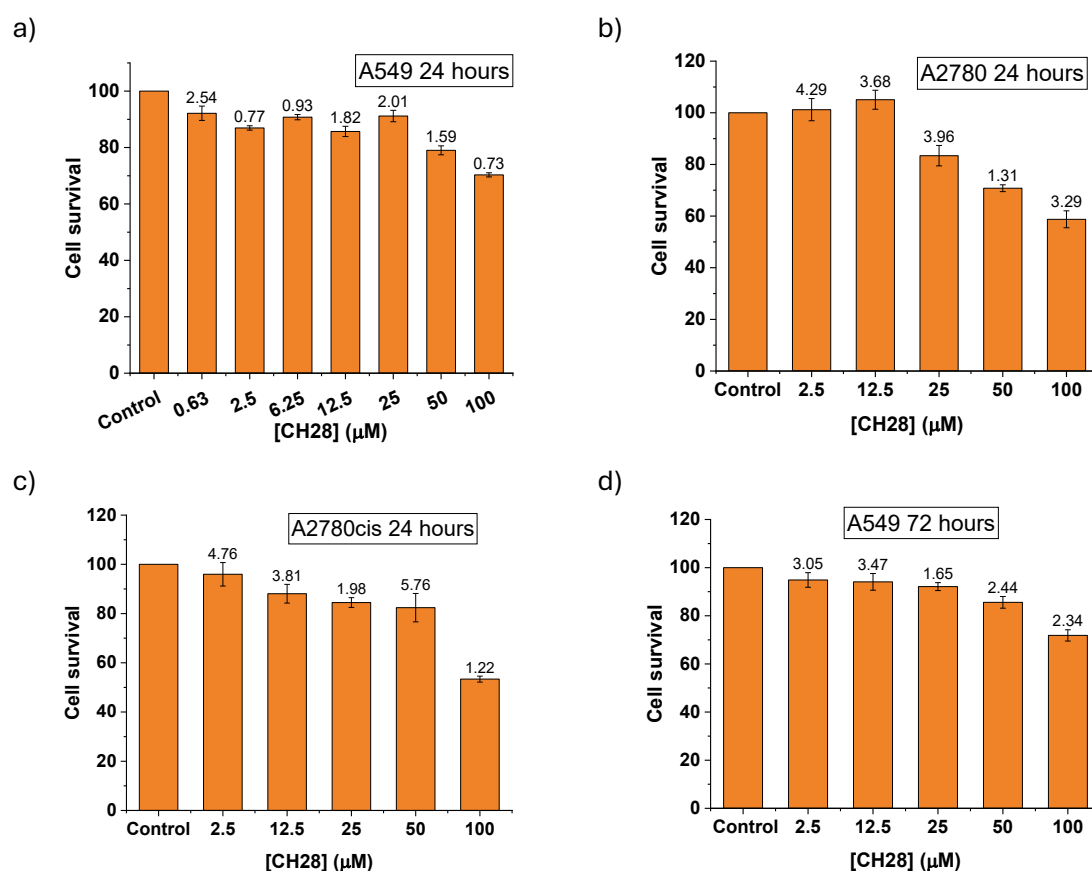 a)
A549 24 hours
Cell survival
100
80
60
40
20
0
2.54
0.77
0.93
1.82
2.01
1.59
0.73
Control 0.63 2.5 6.25 12.5 25 50 100
[CH28] (μM)
b)
A2780 24 hours
Cell survival
120
100
80
60
40
20
0
4.29
3.68
3.96
1.31
3.29
Control 2.5 12.5 25 50 100
[CH28] (μM)
c)
A2780cis 24 hours
Cell survival
120
100
80
60
40
20
0
4.76
3.81
1.98
5.76
1.22
Control 2.5 12.5 25 50 100
[CH28] (μM)
d)
A549 72 hours
Cell survival
120
100
80
60
40
20
0
3.05
3.47
1.65
2.44
2.34
Control 2.5 12.5 25 50 100
[CH28] (μM)